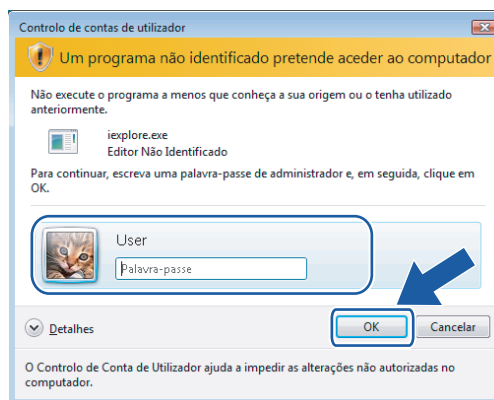 Controlo de contas de utilizador
Um programa não identificado pretende aceder ao computador
Não execute o programa a menos que conheça a sua origem ou o tenha utilizado
anteriormente.
iexplore.exe
Editor Não Identificado
Para continuar, escreva uma palavra-passe de administrador e, em seguida, clique em
OK.
User
Palavra-passe
Detalhes
OK
Cancelar
O Controlo de Conta de Utilizador ajuda a impedir as alterações não autorizadas no
computador.